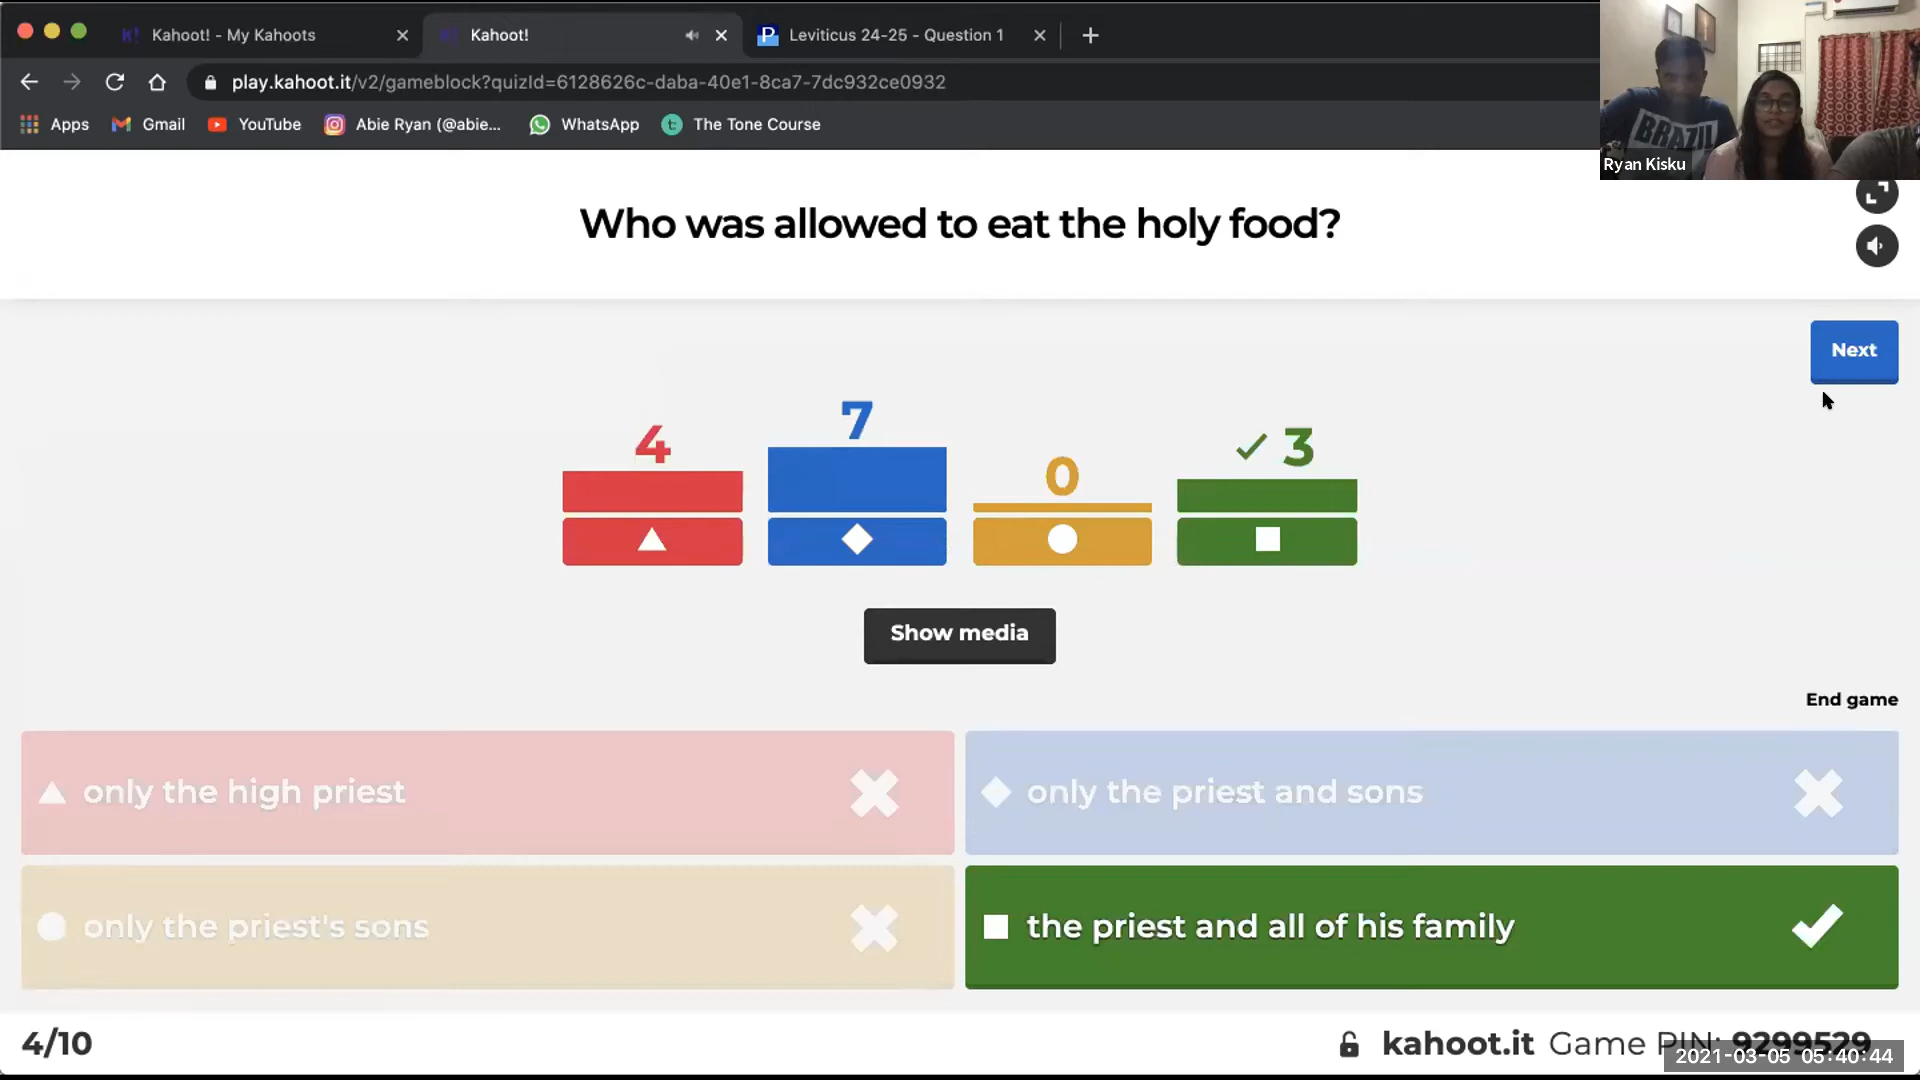 Kahoot! - My Kahoots
Kahoot!
Leviticus 24-25 - Question 1
play.kahoot.it/v2/gameblock?quizId=6128626c-daba-40e1-8ca7-7dc932ce0932
Apps
Gmail
YouTube
Abie Ryan (@abie...
WhatsApp
The Tone Course
BRAZIL
Ryan Kisku
Who was allowed to eat the holy food?
Next
4
7
0
3
Show media
End game
only the high priest
only the priest and sons
only the priest's sons
the priest and all of his family
4/10
kahoot.it Game PIN: 9299529
2021-03-05 05:40:44